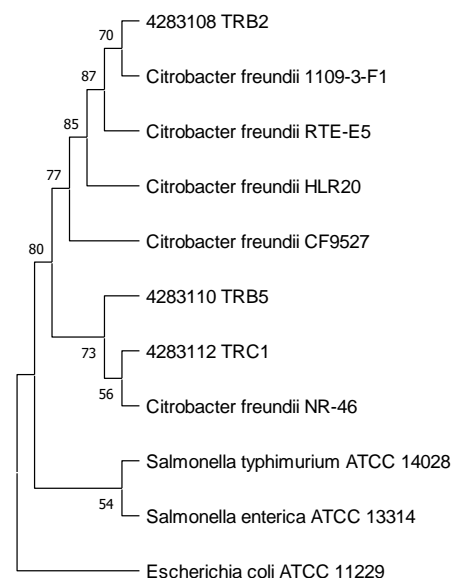 70
4283108 TRB2
87
Citrobacter freundii 1109-3-F1
85
Citrobacter freundii RTE-E5
77
Citrobacter freundii HLR20
80
Citrobacter freundii CF9527
4283110 TRB5
73
4283112 TRC1
56
Citrobacter freundii NR-46
Salmonella typhimurium ATCC 14028
54
Salmonella enterica ATCC 13314
Escherichia coli ATCC 11229